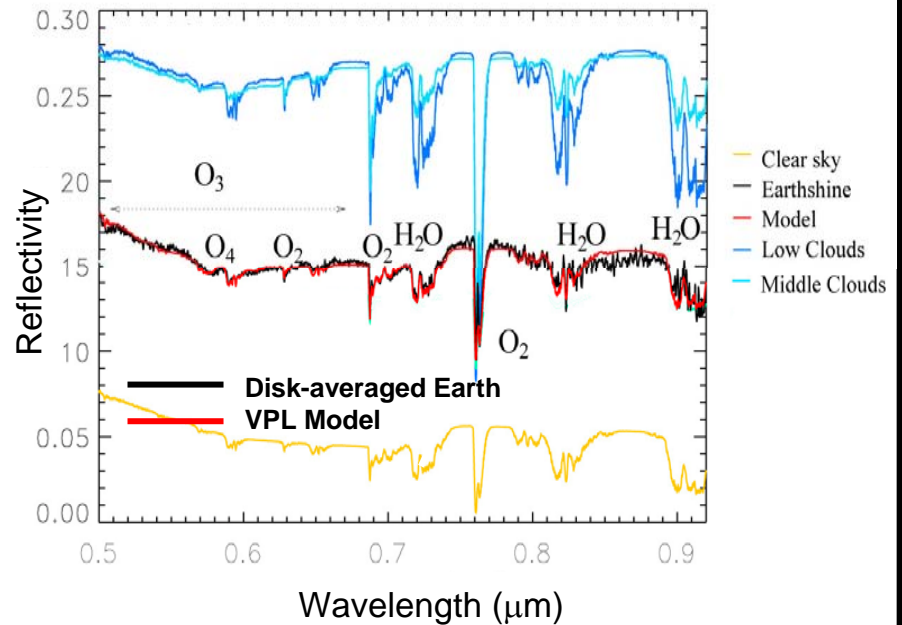 0.30
0.25
20
15
10
0.05
0.00
Reflectivity
O₃
O₄
O₂
O₂
H₂O
O₂
H₂O
H₂O
Disk-averaged Earth
VPL Model
0.5
0.6
0.7
0.8
0.9
Wavelength (μm)
Clear sky
Earthshine
Model
Low Clouds
Middle Clouds